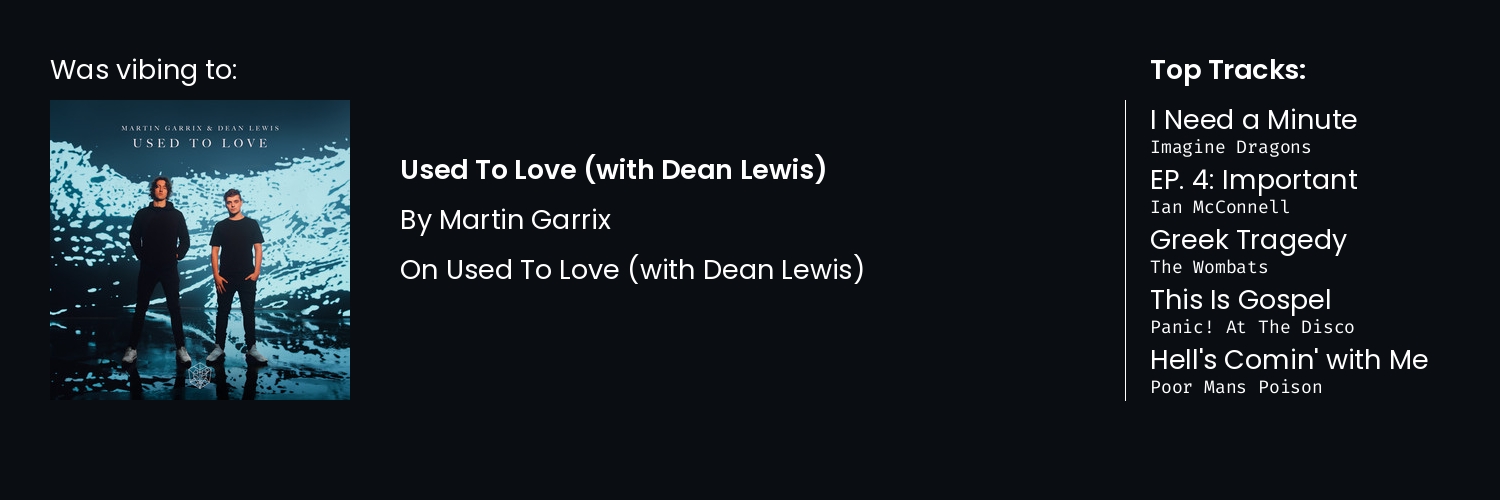 Was vibing to:
MARTIN GARRIX & DEAN LEWIS
USED TO LOVE
Used To Love (with Dean Lewis)
By Martin Garrix
On Used To Love (with Dean Lewis)
Top Tracks:
I Need a Minute
Imagine Dragons
EP. 4: Important
Ian McConnell
Greek Tragedy
The Wombats
This Is Gospel
Panic! At The Disco
Hell's Comin' with Me
Poor Mans Poison